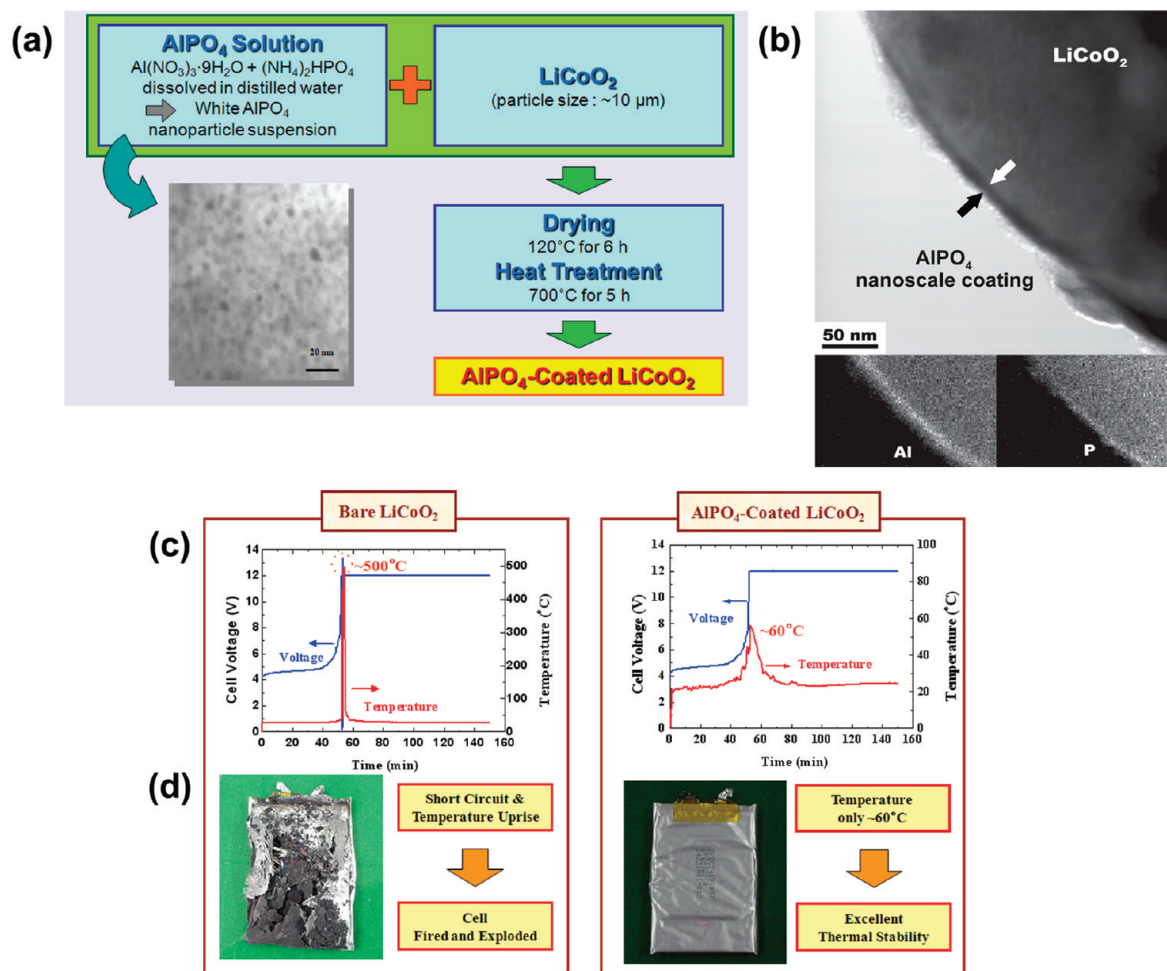 (a)
AlPO4 Solution
Al(NO3)3·9H2O + (NH4)2HPO4
dissolved in distilled water
White AlPO4
nanoparticle suspension
LiCoO2
(particle size : ~10 μm)
20 nm
Drying
120°C for 6 h
Heat Treatment
700°C for 5 h
AlPO4-Coated LiCoO2
(b)
LiCoO2
AlPO4
nanoscale coating
50 nm
Al
P
(c)
Bare LiCoO2
14
12
10
8
6
4
2
0
Cell Voltage (V)
~500°C
Voltage
Temperature
500
400
300
200
100
0
Temperature (°C)
0 20 40 60 80 100 120 140 160
Time (min)
AlPO4-Coated LiCoO2
14
12
10
8
6
4
2
0
Cell Voltage (V)
Voltage
~60°C
Temperature
100
80
60
40
20
0
Temperature (°C)
0 20 40 60 80 100 120 140 160
Time (min)
(d)
Short Circuit &
Temperature Uprise
Cell
Fired and Exploded
Temperature
only ~60°C
Excellent
Thermal Stability